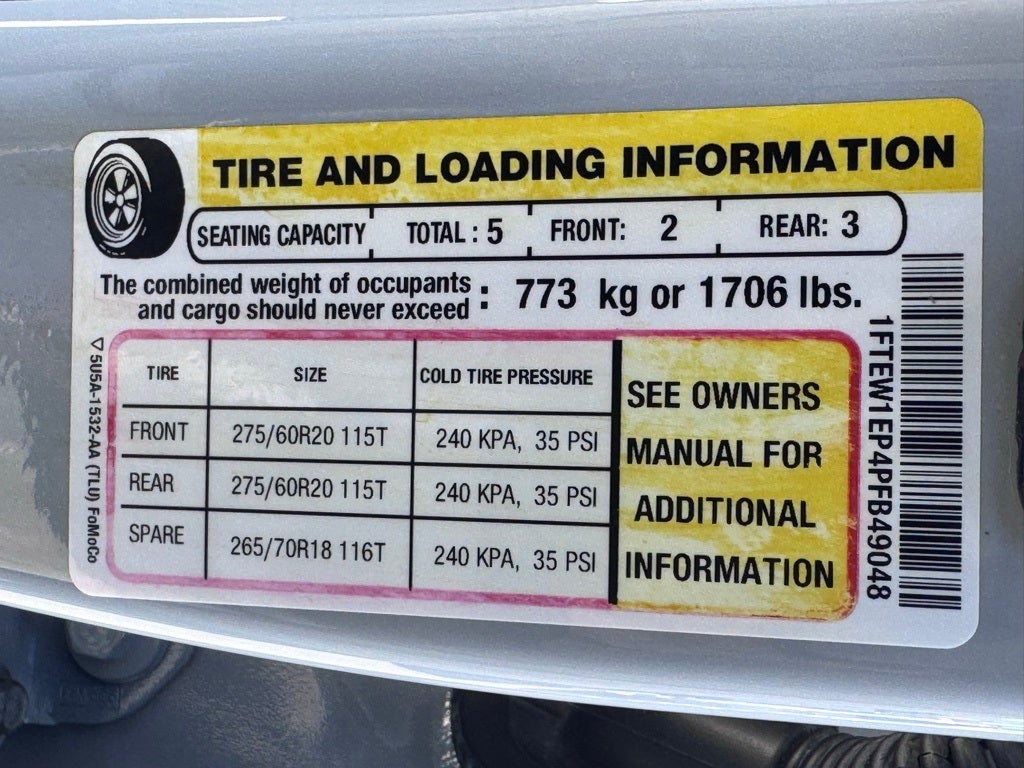 TIRE AND LOADING INFORMATION
SEATING CAPACITY TOTAL : 5 FRONT: 2 REAR: 3
The combined weight of occupants
and cargo should never exceed : 773 kg or 1706 lbs.
TIRE SIZE COLD TIRE PRESSURE
FRONT 275/60R20 115T 240 KPA, 35 PSI
REAR 275/60R20 115T 240 KPA, 35 PSI
SPARE 265/70R18 116T 240 KPA, 35 PSI
SEE OWNERS
MANUAL FOR
ADDITIONAL
INFORMATION
▽5U5A-1532-AA (TLU) FoMoCo
1FTEW1EP4PFB49048